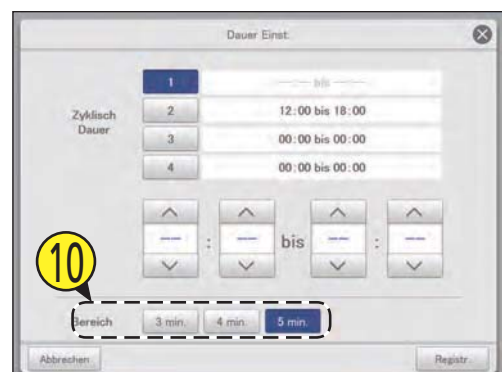 Dauer Einst.
1 --:-- bis --:--
Zyklisch Dauer
2 12:00 bis 18:00
3 00:00 bis 00:00
4 00:00 bis 00:00
-- : -- bis -- : --
10
Bereich 3 min. 4 min. 5 min.
Abbrechen Registr.